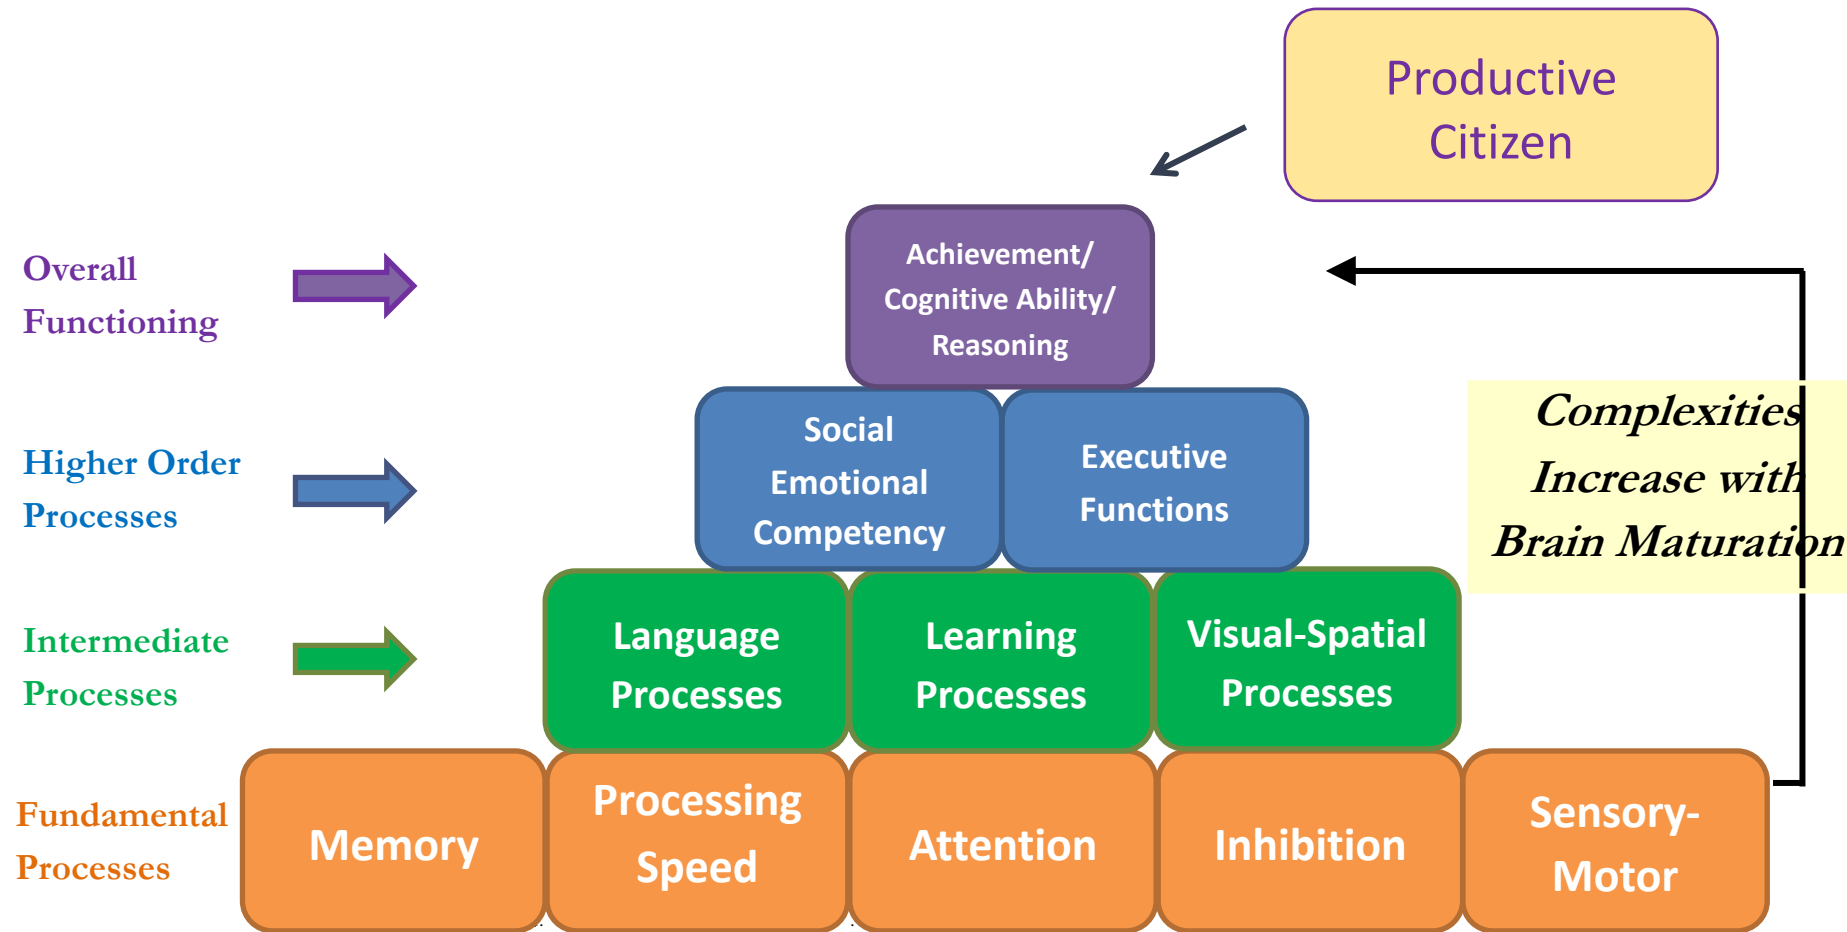 Productive
Citizen
Overall
Functioning
Achievement/
Cognitive Ability/
Reasoning
Higher Order
Processes
Social
Emotional
Competency
Executive
Functions
Complexities
Increase with
Brain Maturation
Intermediate
Processes
Language
Processes
Learning
Processes
Visual-Spatial
Processes
Fundamental
Processes
Memory
Processing
Speed
Attention
Inhibition
Sensory-
Motor